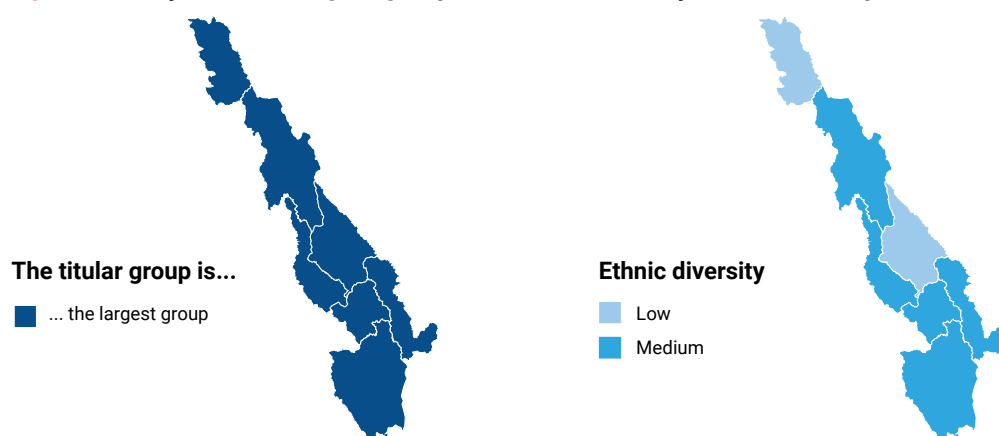 The titular group is...
... the largest group
Ethnic diversity
Low
Medium